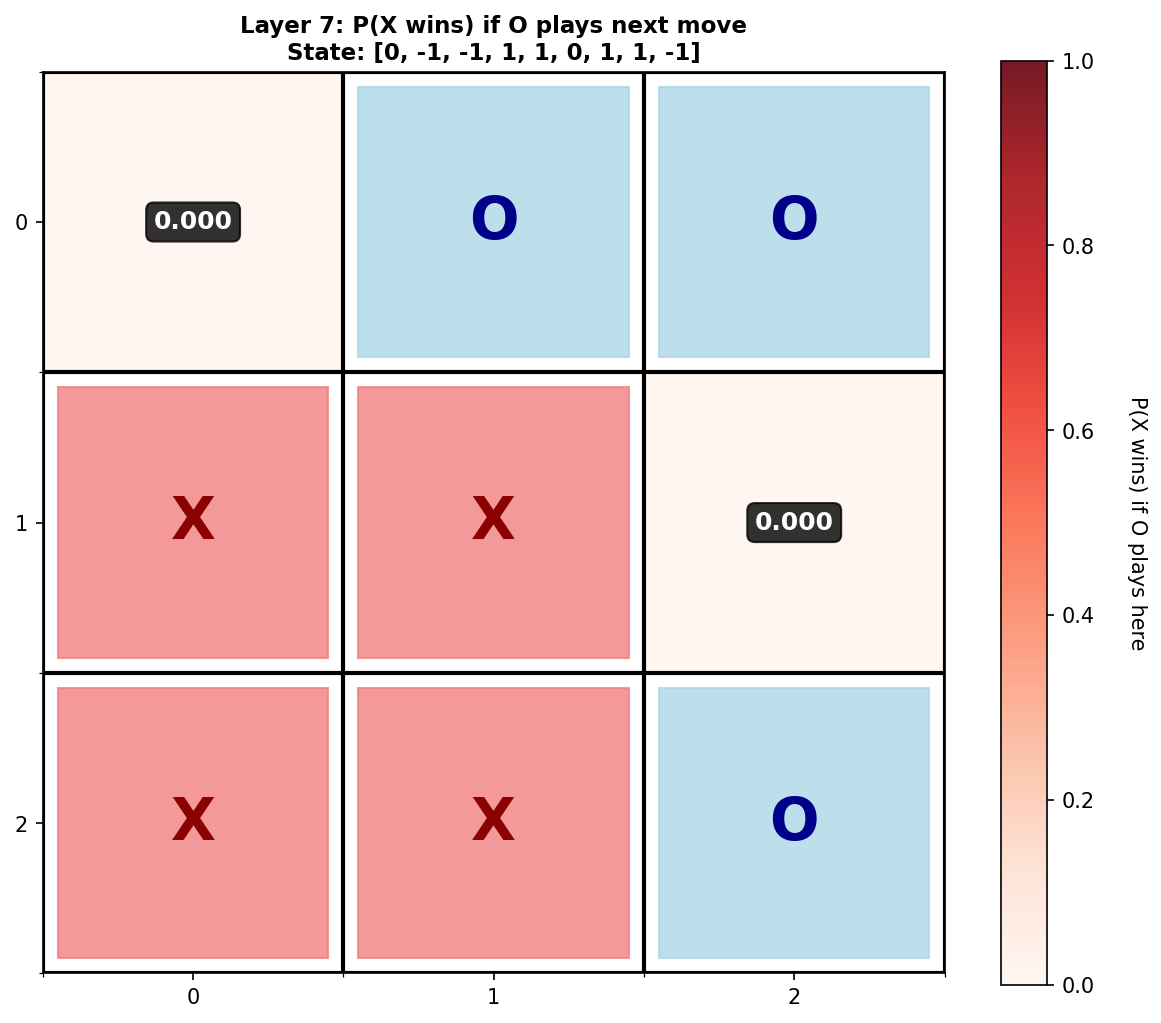 Layer 7: P(X wins) if O plays next move
State: [0, -1, -1, 1, 1, 0, 1, 1, -1]
0
0.000
O
O
1
X
X
0.000
2
X
X
O
0
1
2
1.0
0.8
0.6
0.4
0.2
0.0
P(X wins) if O plays here